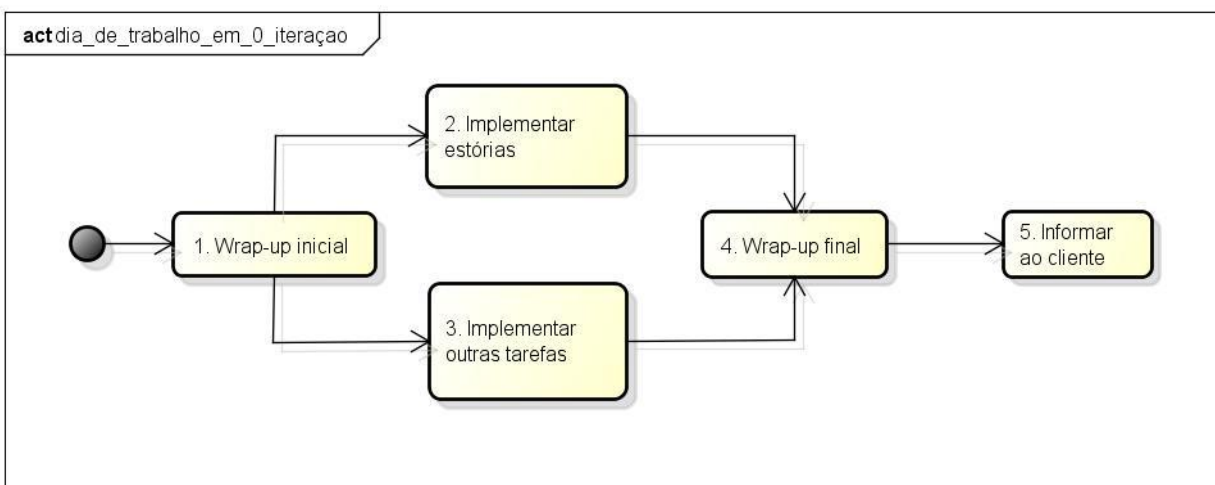 act dia_de_trabalho_em_0_iteraçao
2. Implementar
estórias
1. Wrap-up inicial
4. Wrap-up final
5. Informar
ao cliente
3. Implementar
outras tarefas